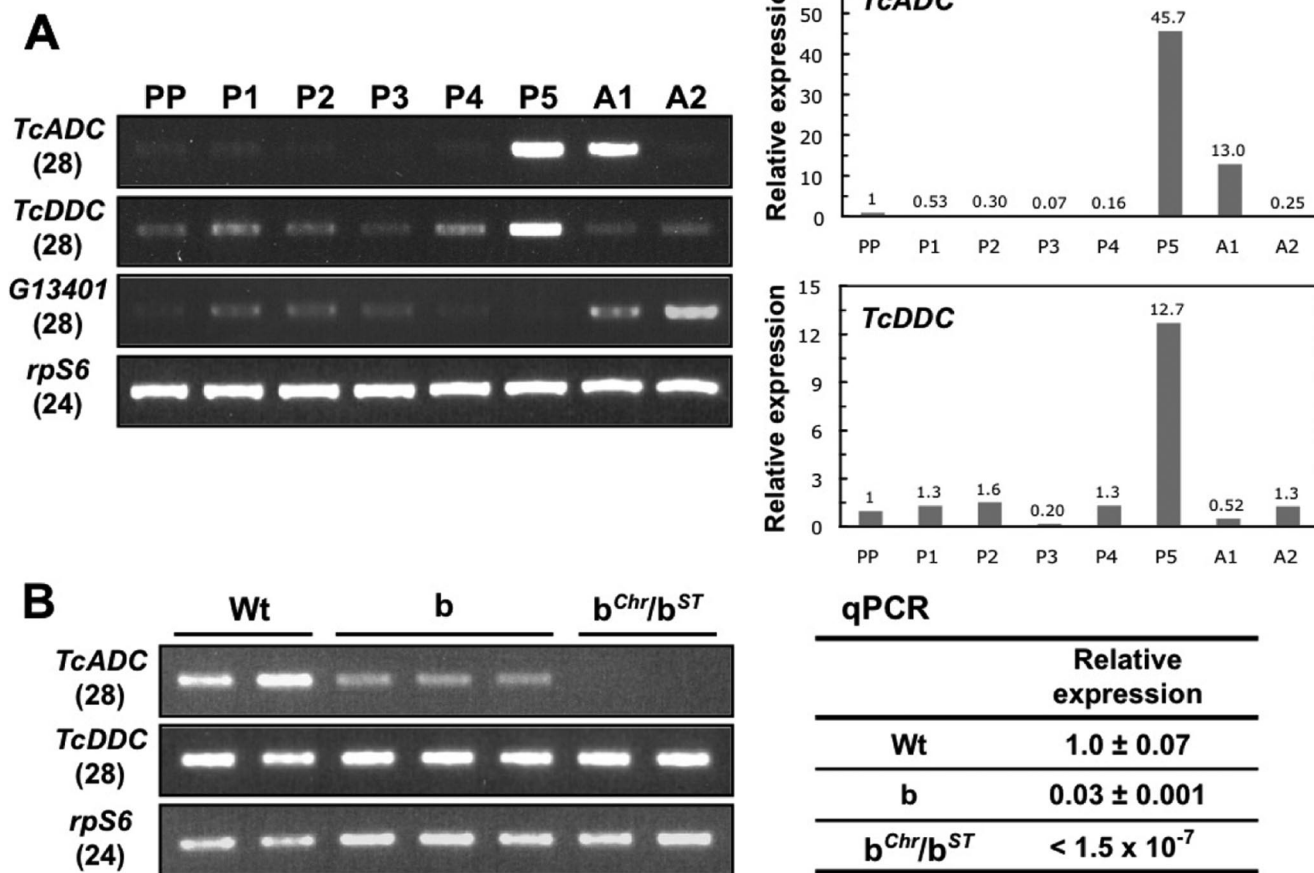 A
PP P1 P2 P3 P4 P5 A1 A2
TcADC
(28)
TcDDC
(28)
G13401
(28)
rpS6
(24)
TcADC
Relative expression
50
40
30
20
10
0
1 0.53 0.30 0.07 0.16 45.7 13.0 0.25
PP P1 P2 P3 P4 P5 A1 A2
TcDDC
Relative expression
15
12
9
6
3
0
1 1.3 1.6 0.20 1.3 12.7 0.52 1.3
PP P1 P2 P3 P4 P5 A1 A2
B
Wt b b^Chr/b^ST
TcADC
(28)
TcDDC
(28)
rpS6
(24)
qPCR
Relative
expression
Wt 1.0 ± 0.07
b 0.03 ± 0.001
b^Chr/b^ST < 1.5 x 10^-7